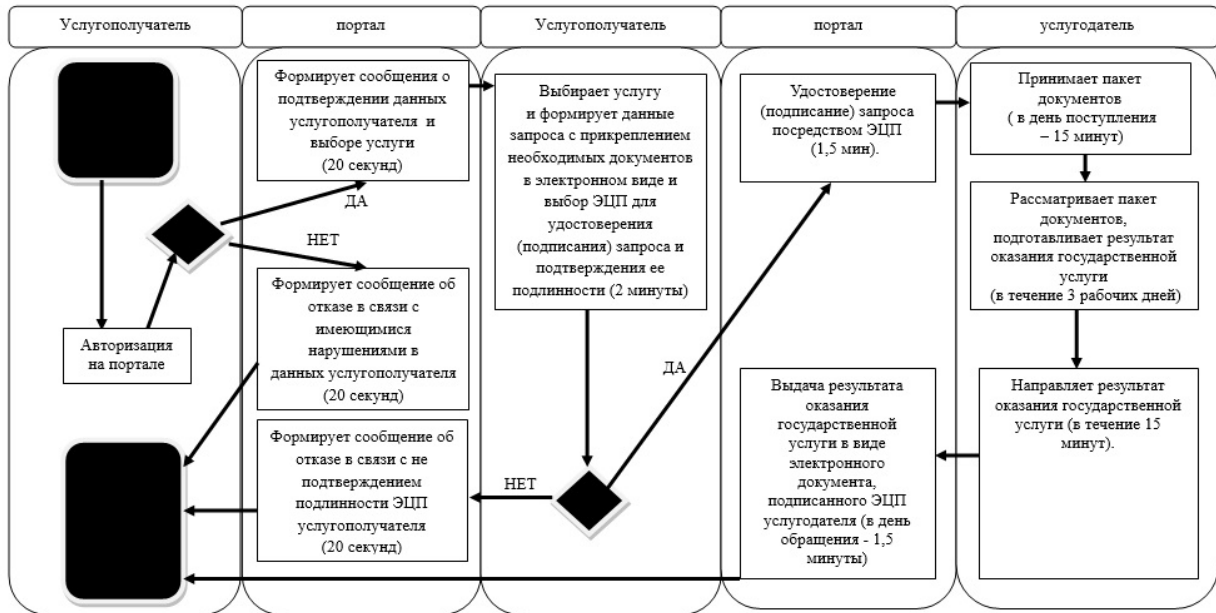 Услугополучатель
портал
Услугополучатель
портал
услугодатель
Авторизация
на портале
Формирует сообщения о
подтверждении данных
услугополучателя и
выборе услуги
(20 секунд)
ДА
НЕТ
Формирует сообщение об
отказе в связи с
имеющимися
нарушениями в
данных услугополучателя
(20 секунд)
Формирует сообщение об
отказе в связи с не
подтверждением
подлинности ЭЦП
услугополучателя
(20 секунд)
Выбирает услугу
и формирует данные
запроса с прикреплением
необходимых документов
в электронном виде и
выбор ЭЦП для
удостоверения
(подписания) запроса и
подтверждения ее
подлинности (2 минуты)
ДА
НЕТ
Удостоверение
(подписание) запроса
посредством ЭЦП
(1,5 мин).
Выдача результата
оказания
государственной
услуги в виде
электронного
документа,
подписанного ЭЦП
услугодателя (в день
обращения - 1,5
минуты)
Принимает пакет
документов
( в день поступления
– 15 минут)
Рассматривает пакет
документов,
подготавливает результат
оказания государственной
услуги
(в течение 3 рабочих дней)
Направляет результат
оказания государственной
услуги (в течение 15
минут).